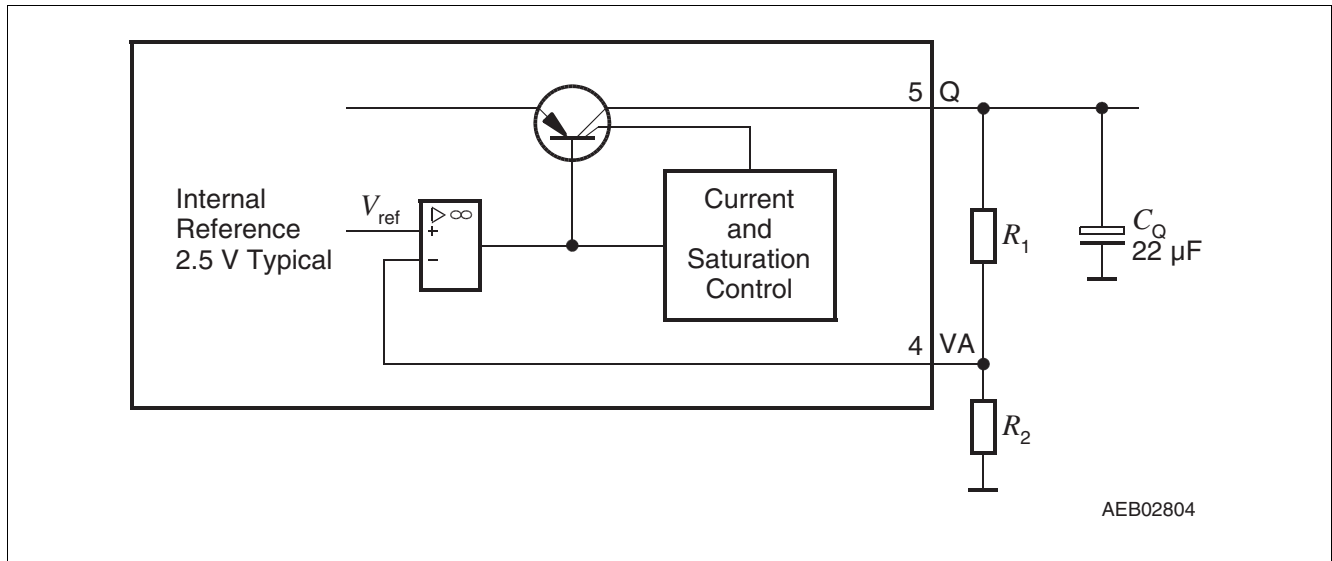 5 Q
Internal
Reference
2.5 V Typical
Vref
▷ ∞
+
−
Current
and
Saturation
Control
R1
CQ
22 µF
4 VA
R2
AEB02804